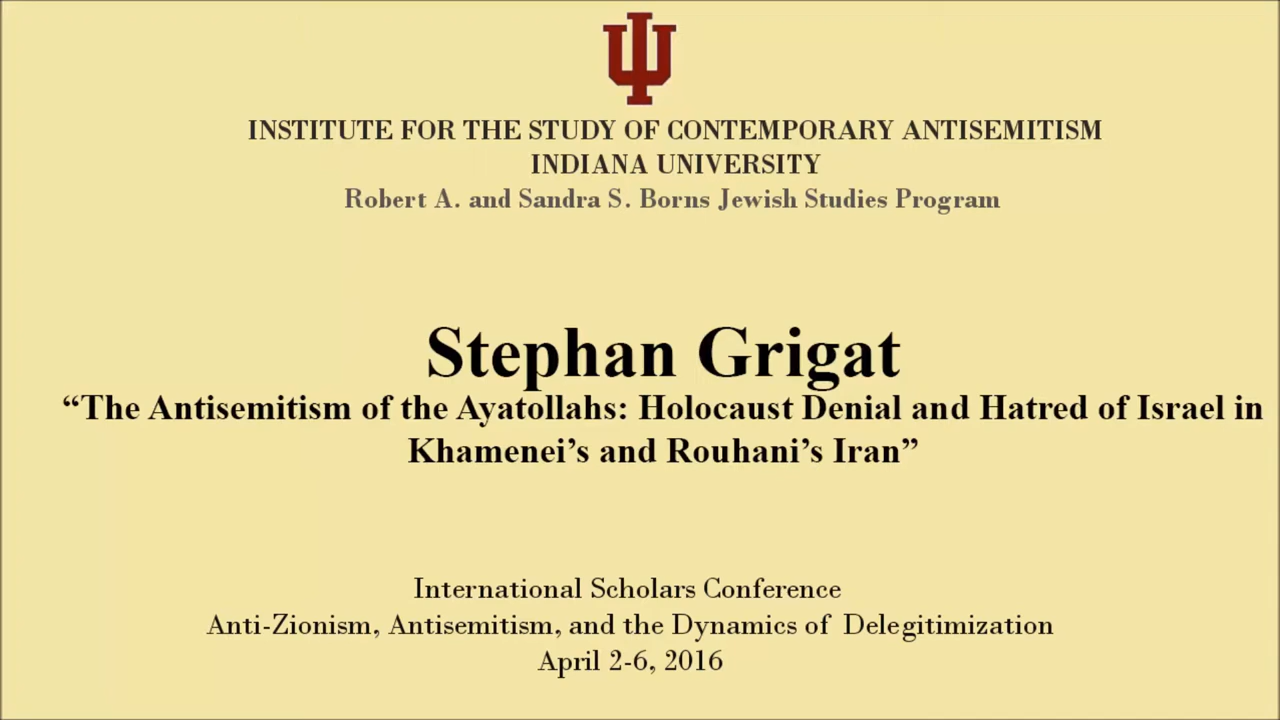 INSTITUTE FOR THE STUDY OF CONTEMPORARY ANTISEMITISM
INDIANA UNIVERSITY
Robert A. and Sandra S. Borns Jewish Studies Program
Stephan Grigat
“The Antisemitism of the Ayatollahs: Holocaust Denial and Hatred of Israel in
Khamenei’s and Rouhani’s Iran”
International Scholars Conference
Anti-Zionism, Antisemitism, and the Dynamics of Delegitimization
April 2-6, 2016